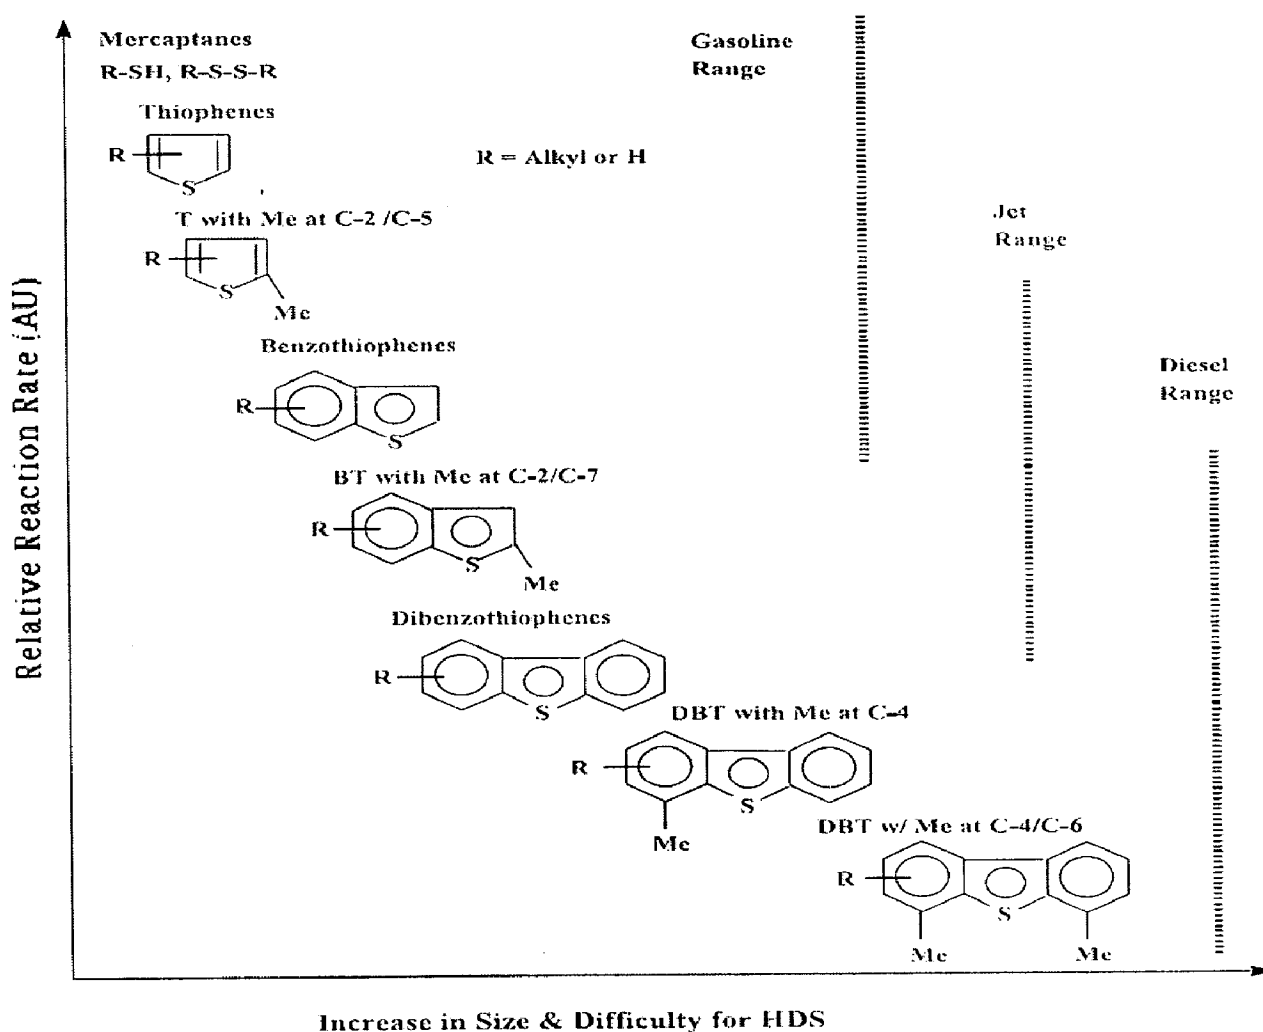 Mercaptanes
R-SH, R-S-S-R
Gasoline
Range
Thiophenes
R
S
R = Alkyl or H
T with Me at C-2 /C-5
R
S
Me
Jet
Range
Benzothiophenes
R
S
Diesel
Range
BT with Me at C-2/C-7
R
S
Me
Dibenzothiophenes
R
S
DBT with Me at C-4
R
S
Me
DBT w/ Me at C-4/C-6
R
S
Me
Me
Relative Reaction Rate (AU)
Increase in Size & Difficulty for HDS